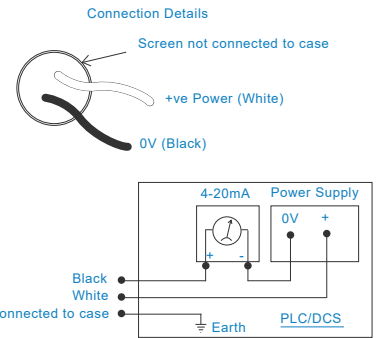 Connection Details
Screen not connected to case
+ve Power (White)
0V (Black)
4-20mA
Power Supply
0V
+
+
-
Black
White
onnected to case
Earth
PLC/DCS